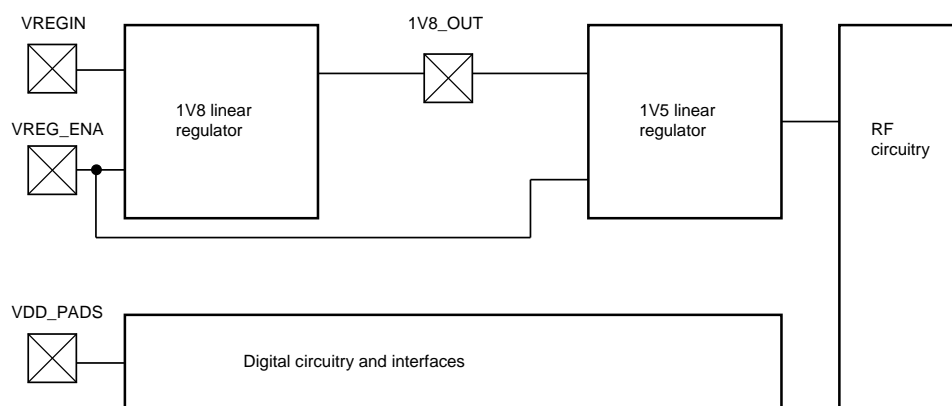 VREGIN
1V8_OUT
1V8 linear
regulator
1V5 linear
regulator
VREG_ENA
RF
circuitry
VDD_PADS
Digital circuitry and interfaces